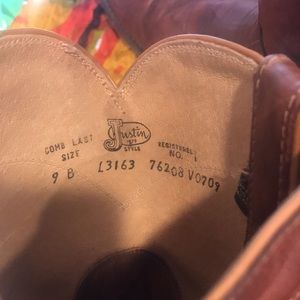 COMB LAST
SIZE
Justin
STYLE
REGISTERED
NO.
9 B L3163 76208 V0709